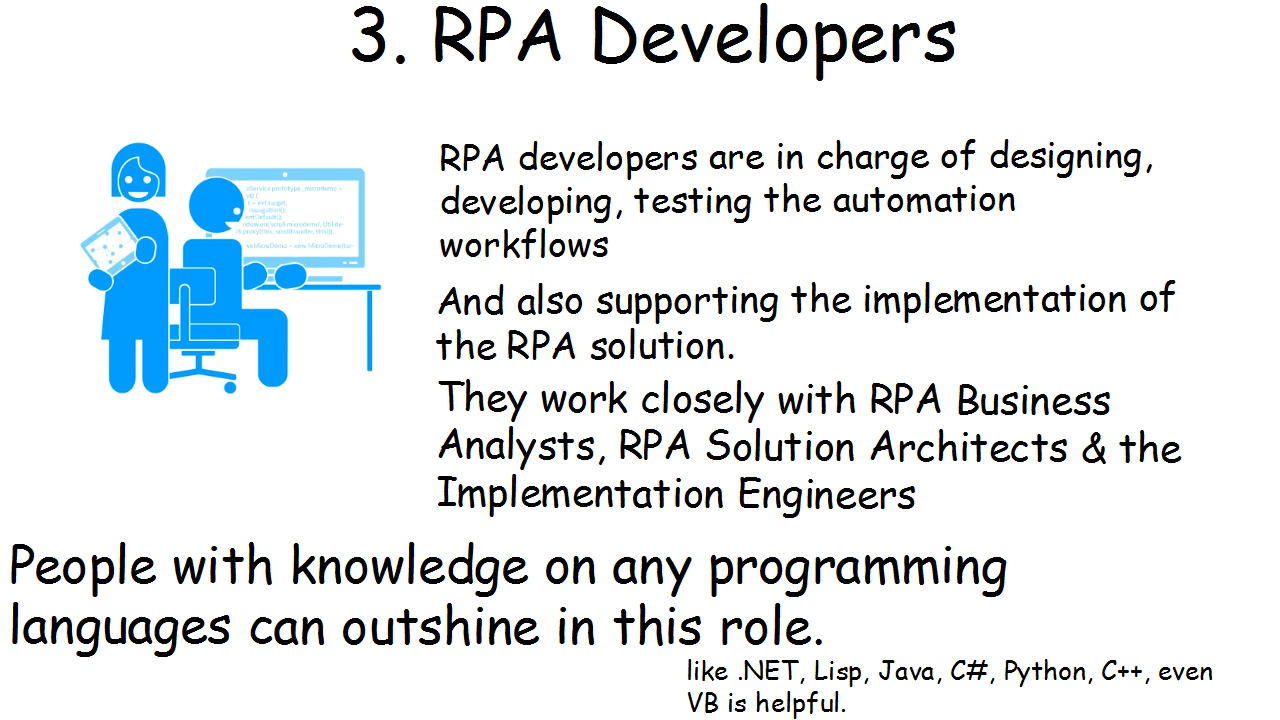 3. RPA Developers
RPA developers are in charge of designing,
developing, testing the automation
workflows
And also supporting the implementation of
the RPA solution.
They work closely with RPA Business
Analysts, RPA Solution Architects & the
Implementation Engineers
People with knowledge on any programming
languages can outshine in this role.
like .NET, Lisp, Java, C#, Python, C++, even
VB is helpful.